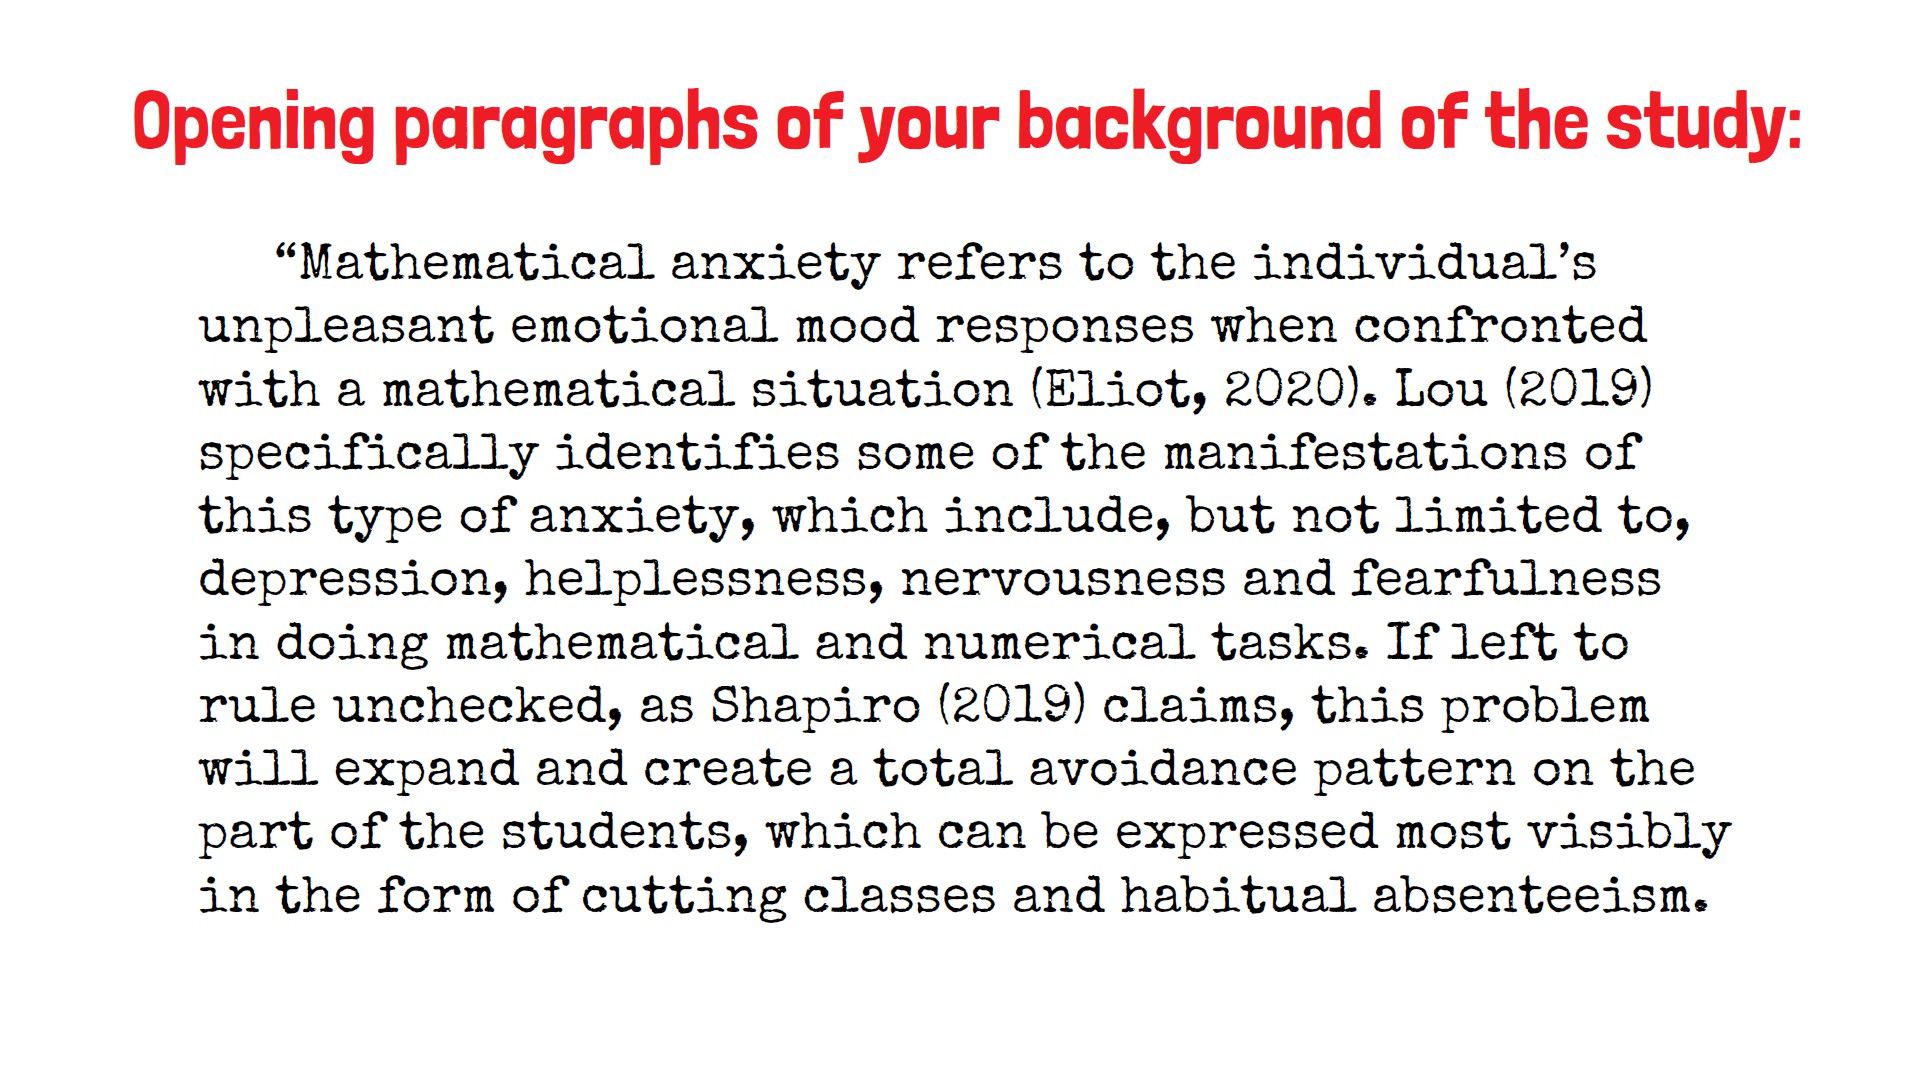 Opening paragraphs of your background of the study:
“Mathematical anxiety refers to the individual’s
unpleasant emotional mood responses when confronted
with a mathematical situation (Eliot, 2020). Lou (2019)
specifically identifies some of the manifestations of
this type of anxiety, which include, but not limited to,
depression, helplessness, nervousness and fearfulness
in doing mathematical and numerical tasks. If left to
rule unchecked, as Shapiro (2019) claims, this problem
will expand and create a total avoidance pattern on the
part of the students, which can be expressed most visibly
in the form of cutting classes and habitual absenteeism.